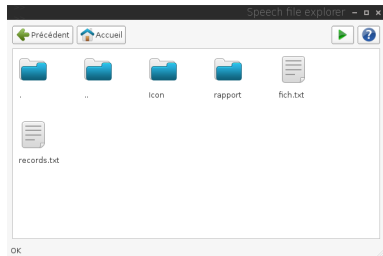 Speech file explorer
Précédent Accueil
. .. Icon rapport fich.txt
records.txt
OK